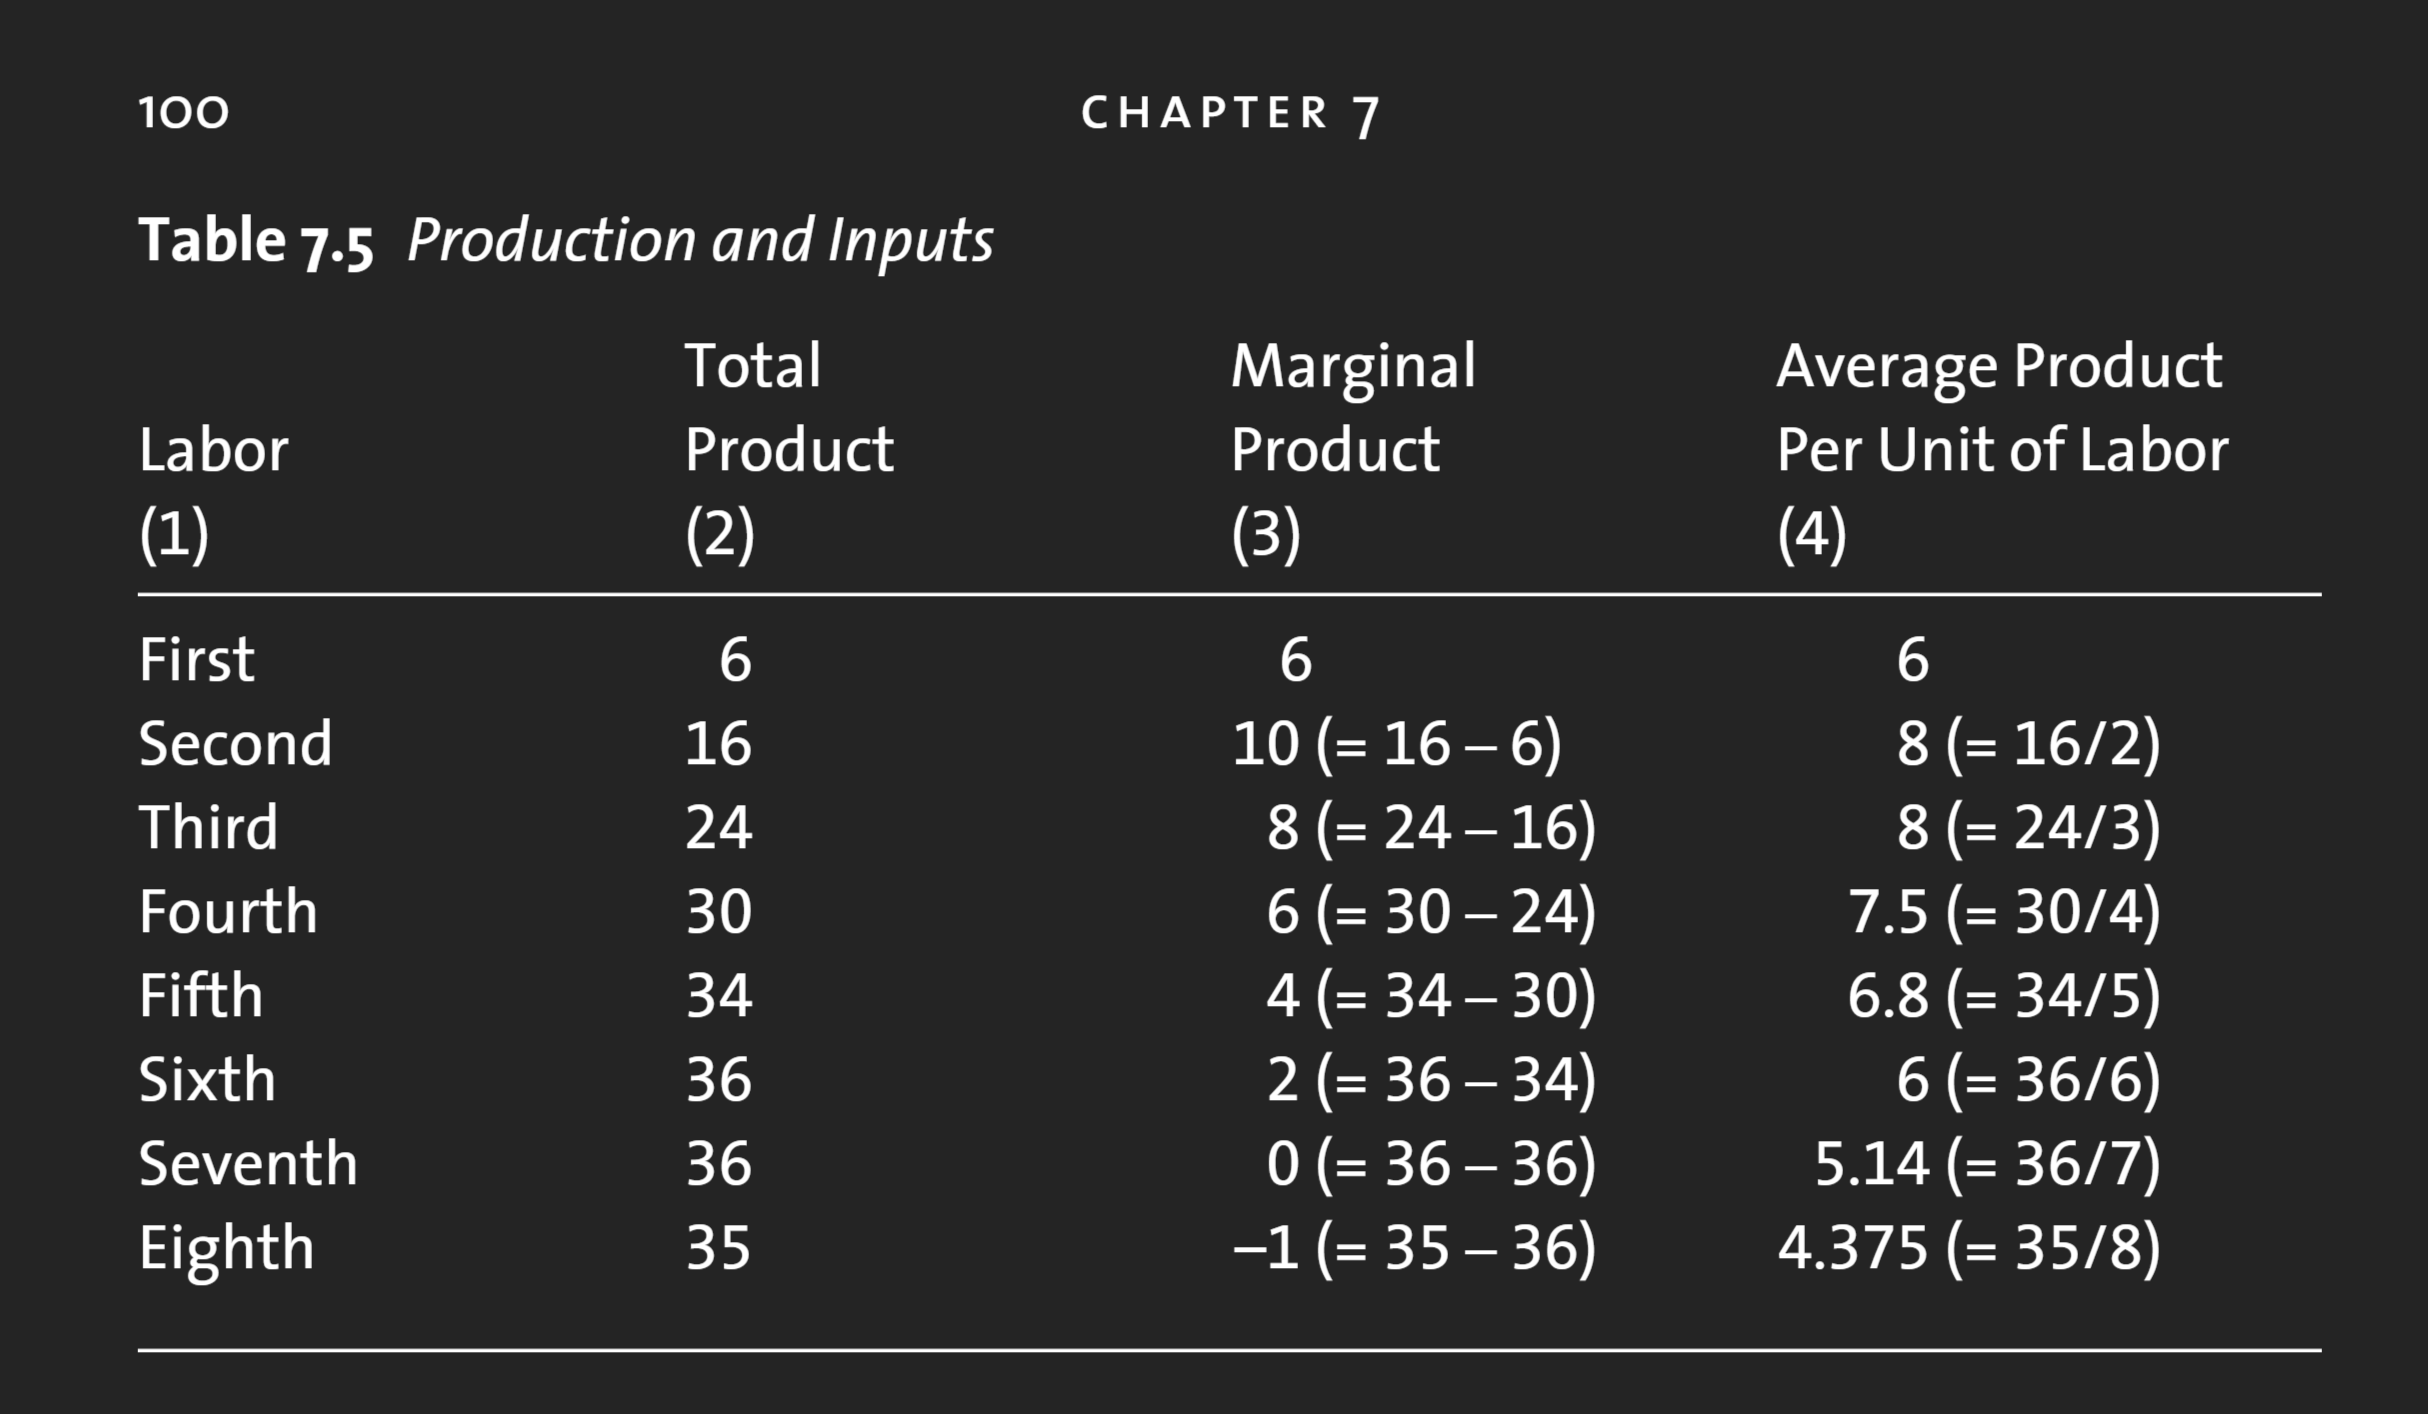 100 CHAPTER 7
Table 7.5 Production and Inputs
Total Marginal Average Product
Labor Product Product Per Unit of Labor
(1) (2) (3) (4)
First 6 6 6
Second 16 10 (= 16 – 6) 8 (= 16/2)
Third 24 8 (= 24 – 16) 8 (= 24/3)
Fourth 30 6 (= 30 – 24) 7.5 (= 30/4)
Fifth 34 4 (= 34 – 30) 6.8 (= 34/5)
Sixth 36 2 (= 36 – 34) 6 (= 36/6)
Seventh 36 0 (= 36 – 36) 5.14 (= 36/7)
Eighth 35 –1 (= 35 – 36) 4.375 (= 35/8)